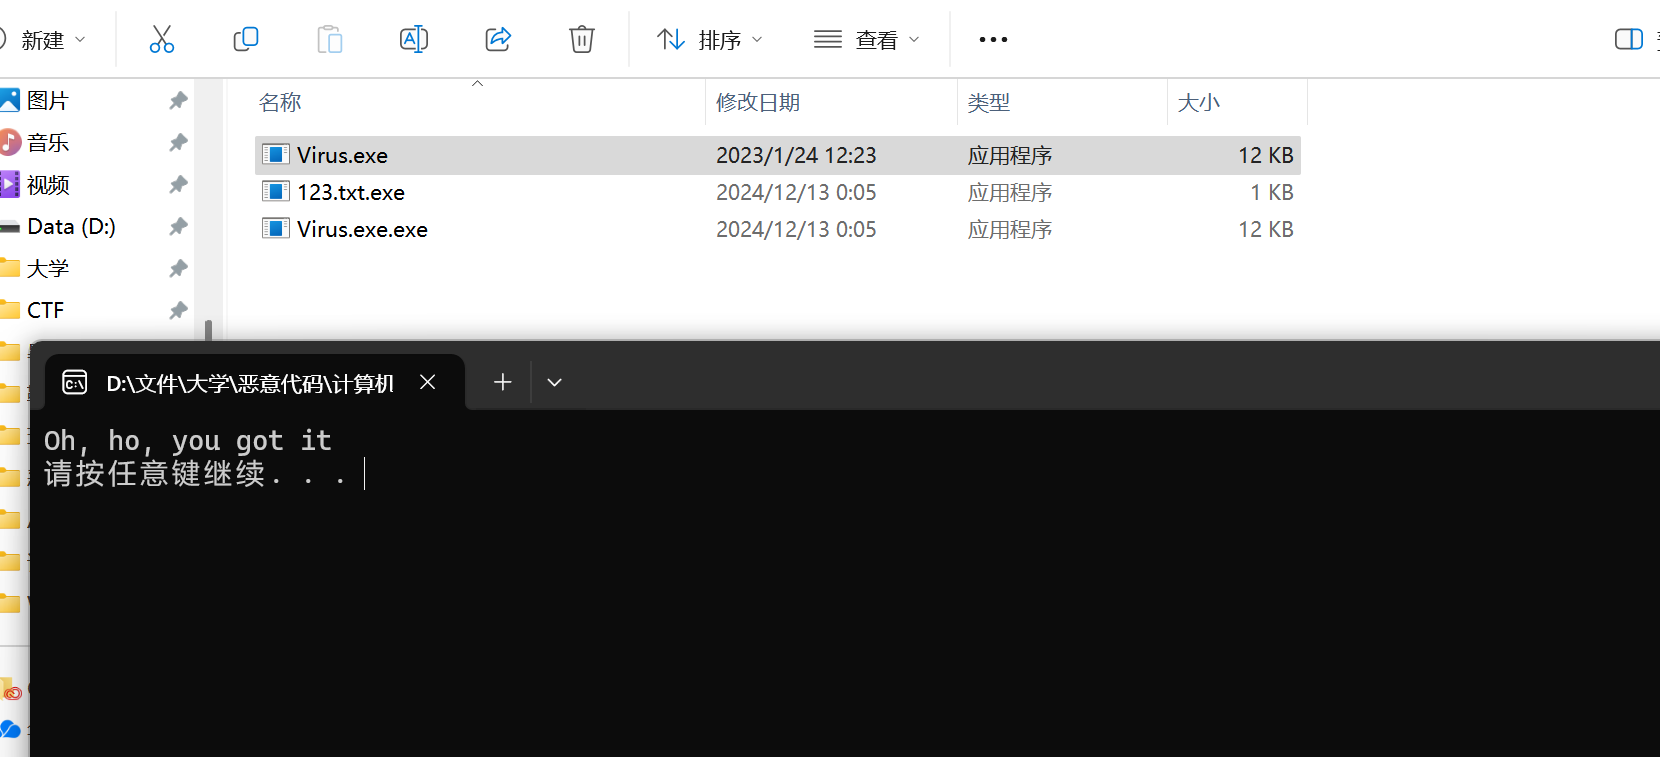 新建
排序
查看
图片
音乐
视频
Data (D:)
大学
CTF
名称 修改日期 类型 大小
Virus.exe 2023/1/24 12:23 应用程序 12 KB
123.txt.exe 2024/12/13 0:05 应用程序 1 KB
Virus.exe.exe 2024/12/13 0:05 应用程序 12 KB
D:\文件\大学\恶意代码\计算机
Oh, ho, you got it
请按任意键继续. . .